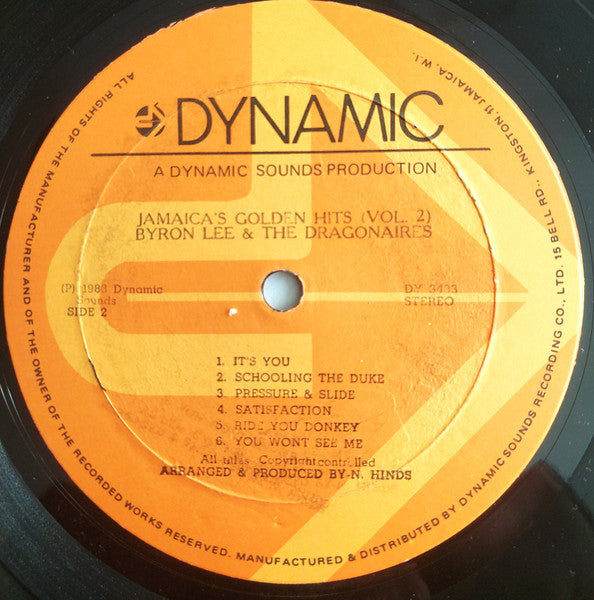 DYNAMIC
A DYNAMIC SOUNDS PRODUCTION
JAMAICA'S GOLDEN HITS (VOL. 2)
BYRON LEE & THE DRAGONAIRES
(P) 1988 Dynamic
Sounds
SIDE 2
DY 3433
STEREO
1. IT'S YOU
2. SCHOOLING THE DUKE
3. PRESSURE & SLIDE
4. SATISFACTION
5. RIDE YOU DONKEY
6. YOU WONT SEE ME
All titles Copyright controlled
ARRANGED & PRODUCED BY N. HINDS
ALL RIGHTS OF THE MANUFACTURER AND OF THE OWNER OF THE RECORDED WORKS RESERVED. MANUFACTURED & DISTRIBUTED BY DYNAMIC SOUNDS RECORDING CO., LTD. 15 BELL RD., KINGSTON, 11 JAMAICA, W.I.